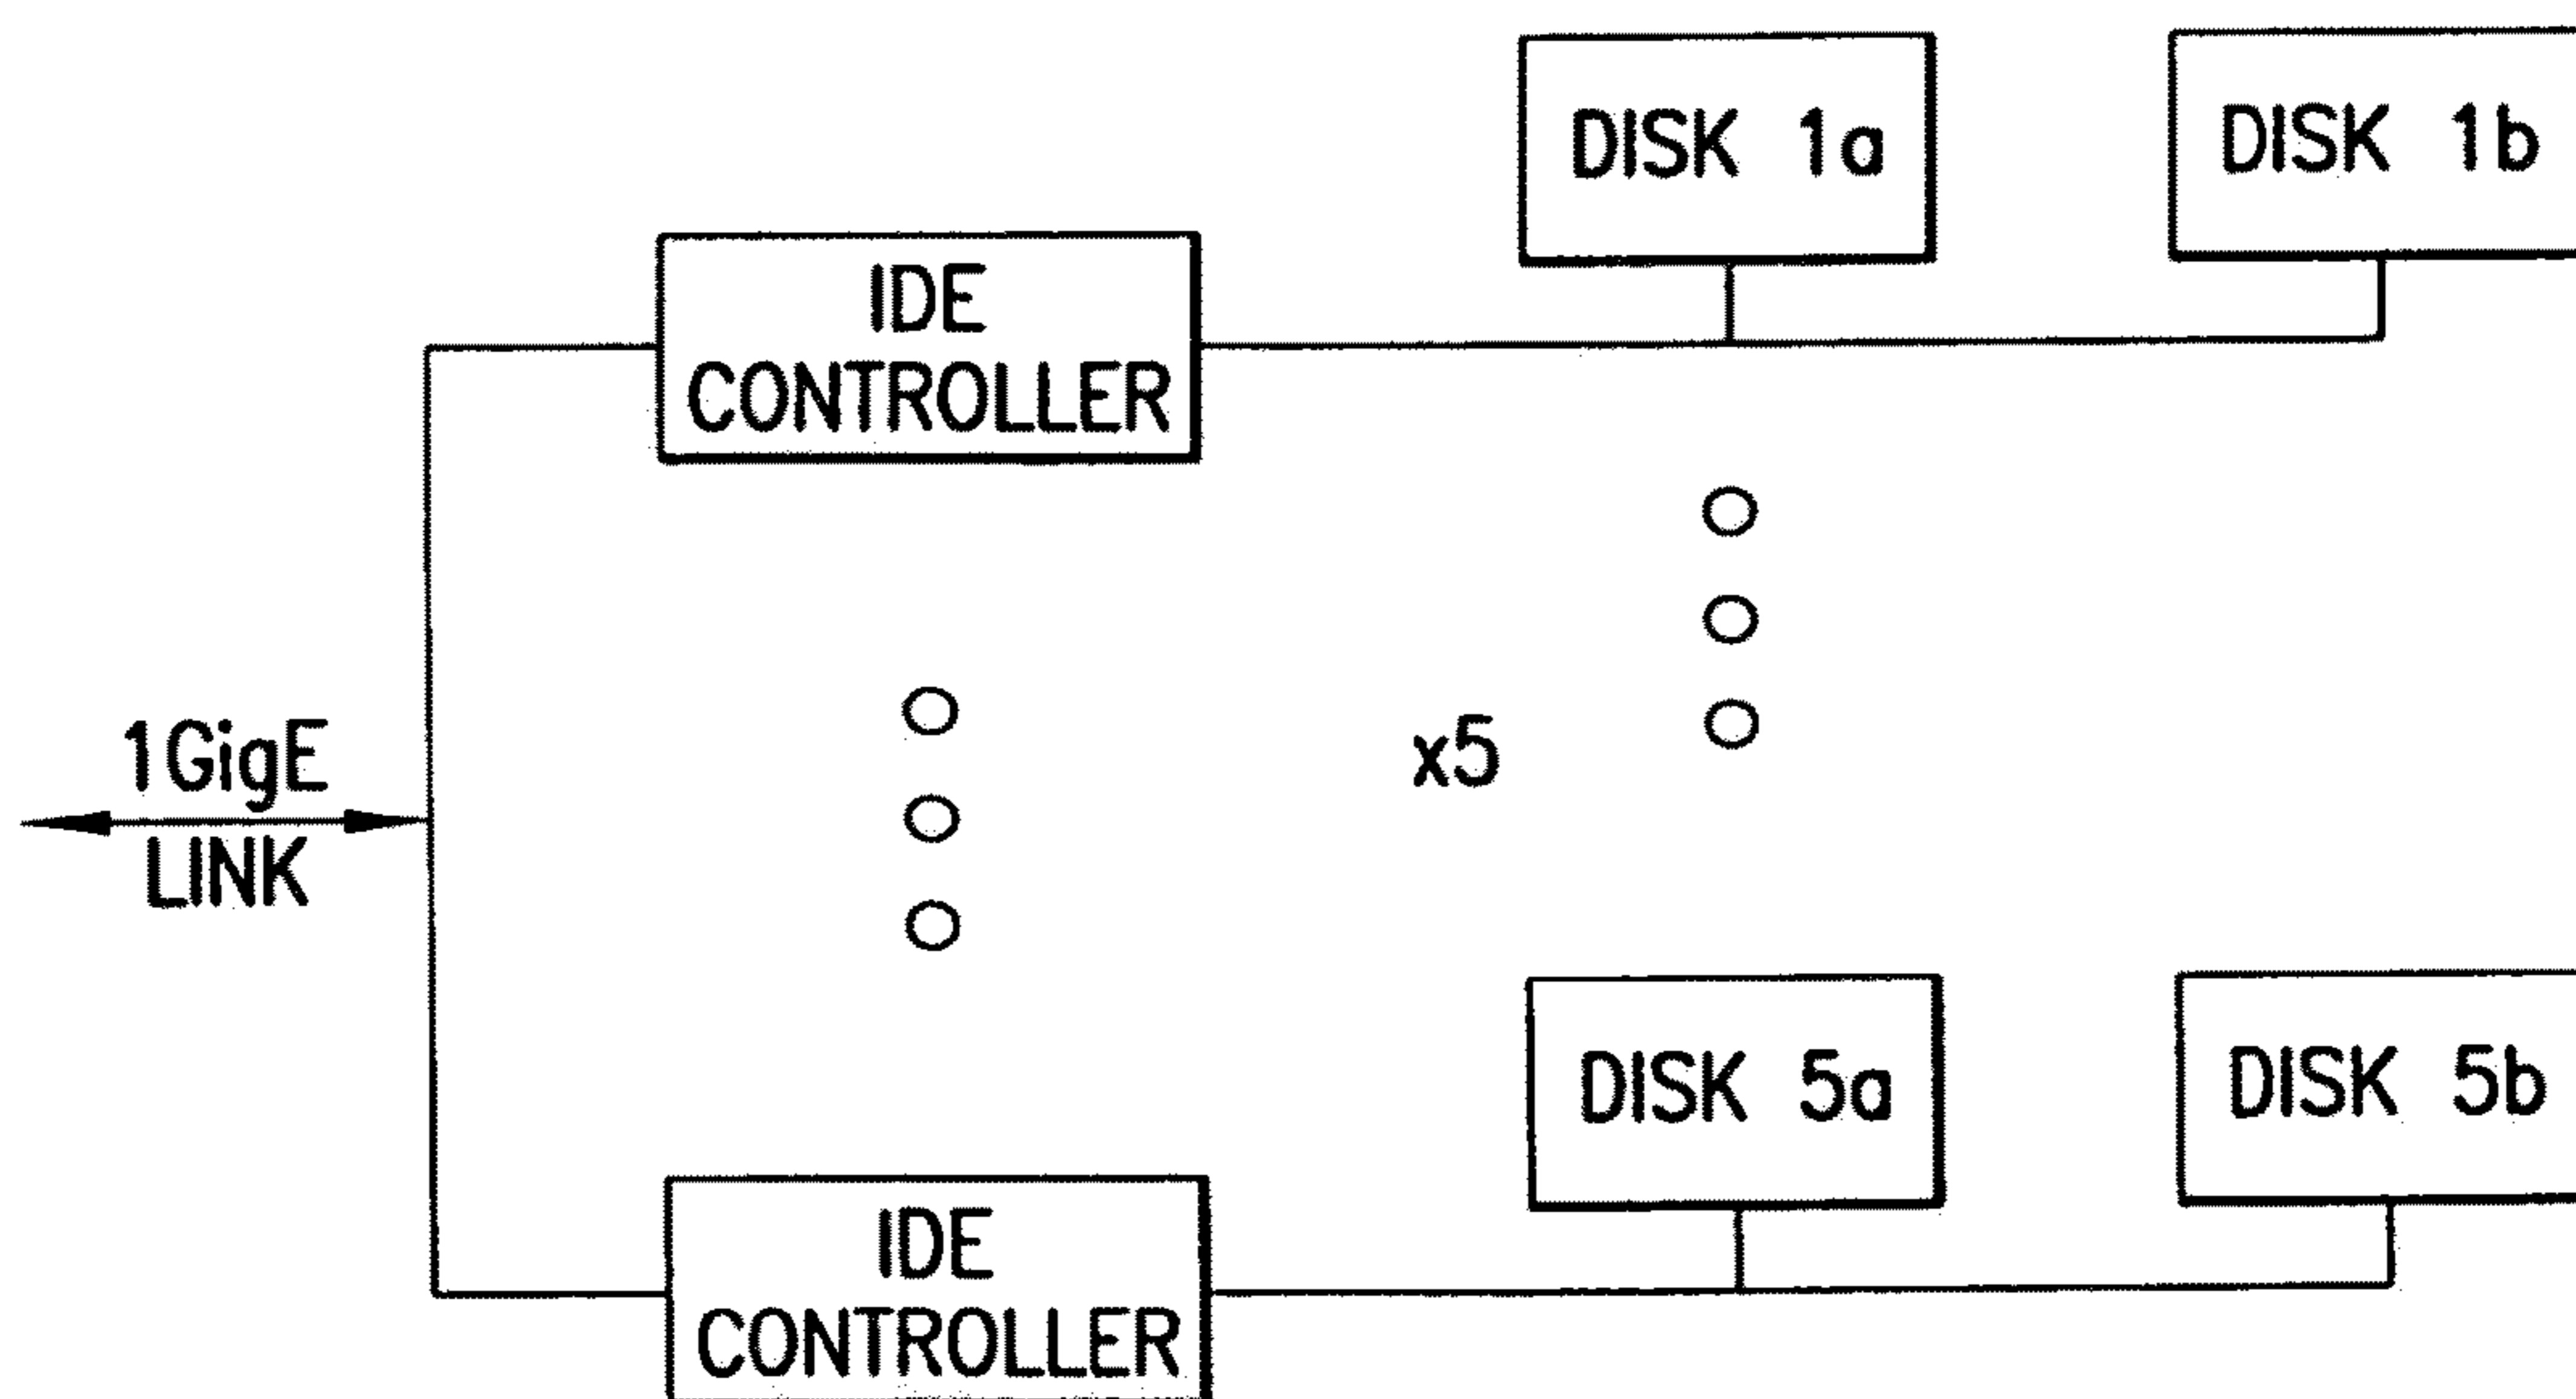 DISK 1a
DISK 1b
IDE
CONTROLLER
1GigE
LINK
x5
DISK 5a
DISK 5b
IDE
CONTROLLER